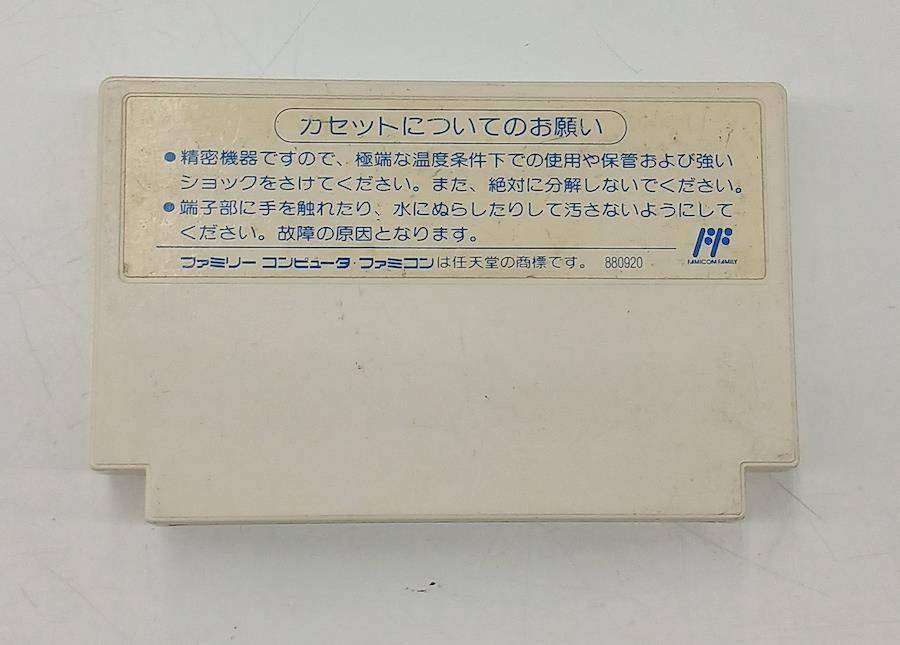 カセットについてのお願い
●精密機器ですので、極端な温度条件下での使用や保管および強い
ショックをさけてください。また、絶対に分解しないでください。
●端子部に手を触れたり、水にぬらしたりして汚さないようにして
ください。故障の原因となります。
FAMICOM FAMILY
ファミリー コンピュータ・ファミコンは任天堂の商標です。 880920